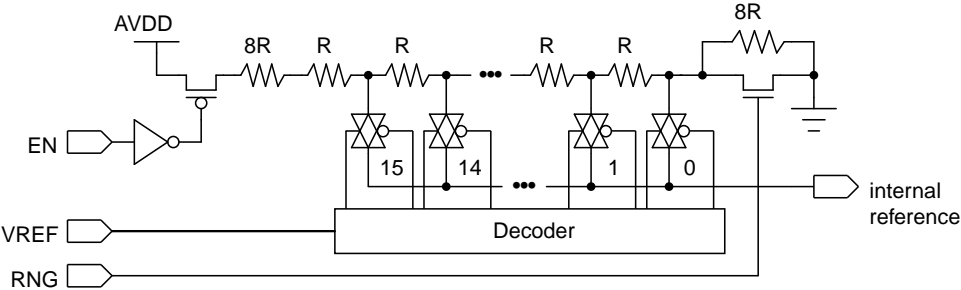 8R
AVDD
8R R R R R
EN
15 14 1 0
internal
reference
VREF
Decoder
RNG